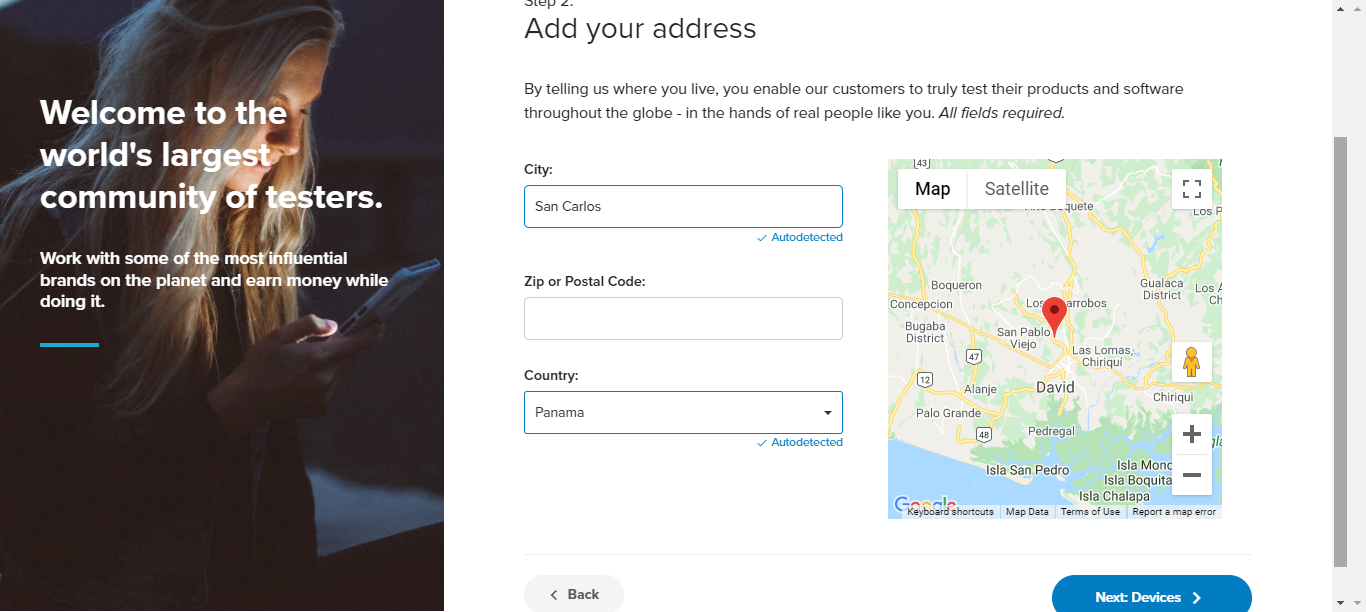 Welcome to the
world's largest
community of testers.
Work with some of the most influential
brands on the planet and earn money while
doing it.
Step 2:
Add your address
By telling us where you live, you enable our customers to truly test their products and software
throughout the globe - in the hands of real people like you. All fields required.
City:
San Carlos
Autodetected
Zip or Postal Code:
Country:
Panama
Autodetected
43
Map
Satellite
Boquete
Los P
Boqueron
Gualaca
District
Los A
Ch
Concepcion
Bugaba
District
San Pablo
Viejo
47
Las Lomas,
Chiriquí
12
Alanje
David
Chiriqui
Palo Grande
48
Pedregal
Isla San Pedro
Isla Mono
Isla Boquita
Isla Chalapa
Google
Keyboard shortcuts
Map Data
Terms of Use
Report a map error
Back
Next: Devices